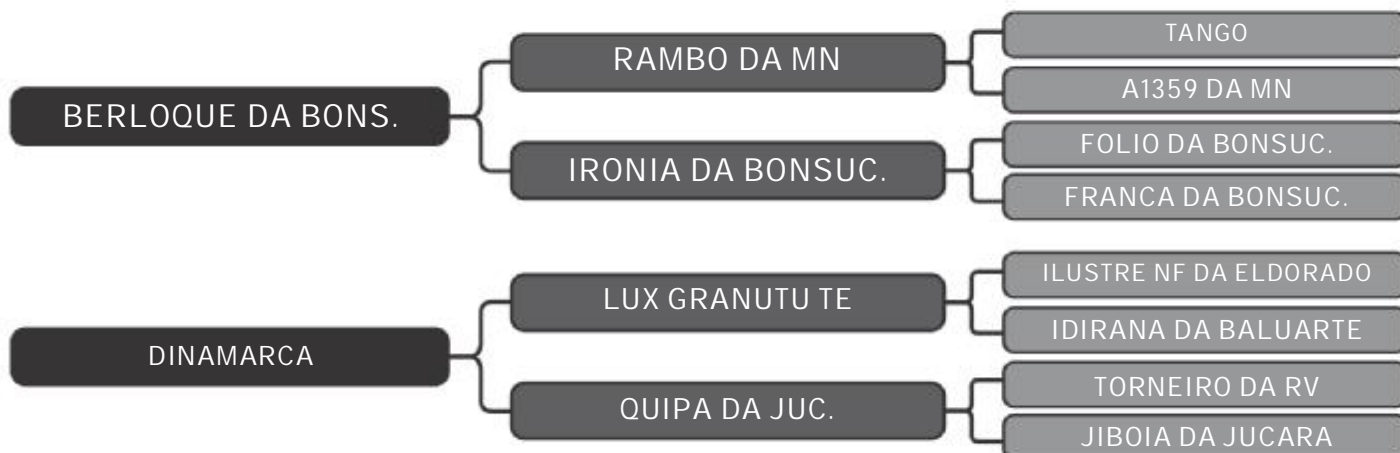 TANGO
RAMBO DA MN
A1359 DA MN
BERLOQUE DA BONS.
FOLIO DA BONSUC.
IRONIA DA BONSUC.
FRANCA DA BONSUC.
ILUSTRE NF DA ELDORADO
LUX GRANUTU TE
IDIRANA DA BALUARTE
DINAMARCA
TORNEIRO DA RV
QUIPA DA JUC.
JIBOIA DA JUCARA